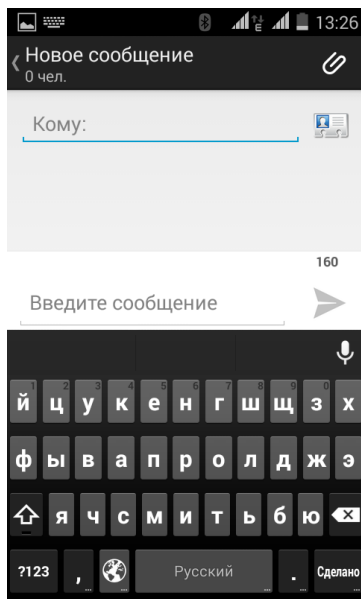 E
13:26
Новое сообщение
0 чел.
Кому:
160
Введите сообщение
1 2 3 4 5 6 7 8 9 0
й ц у к е н г ш щ з х
ф ы в а п р о л д ж э
я ч с м и т ь б ю
?123 , ... Русский ... . ... Сделано